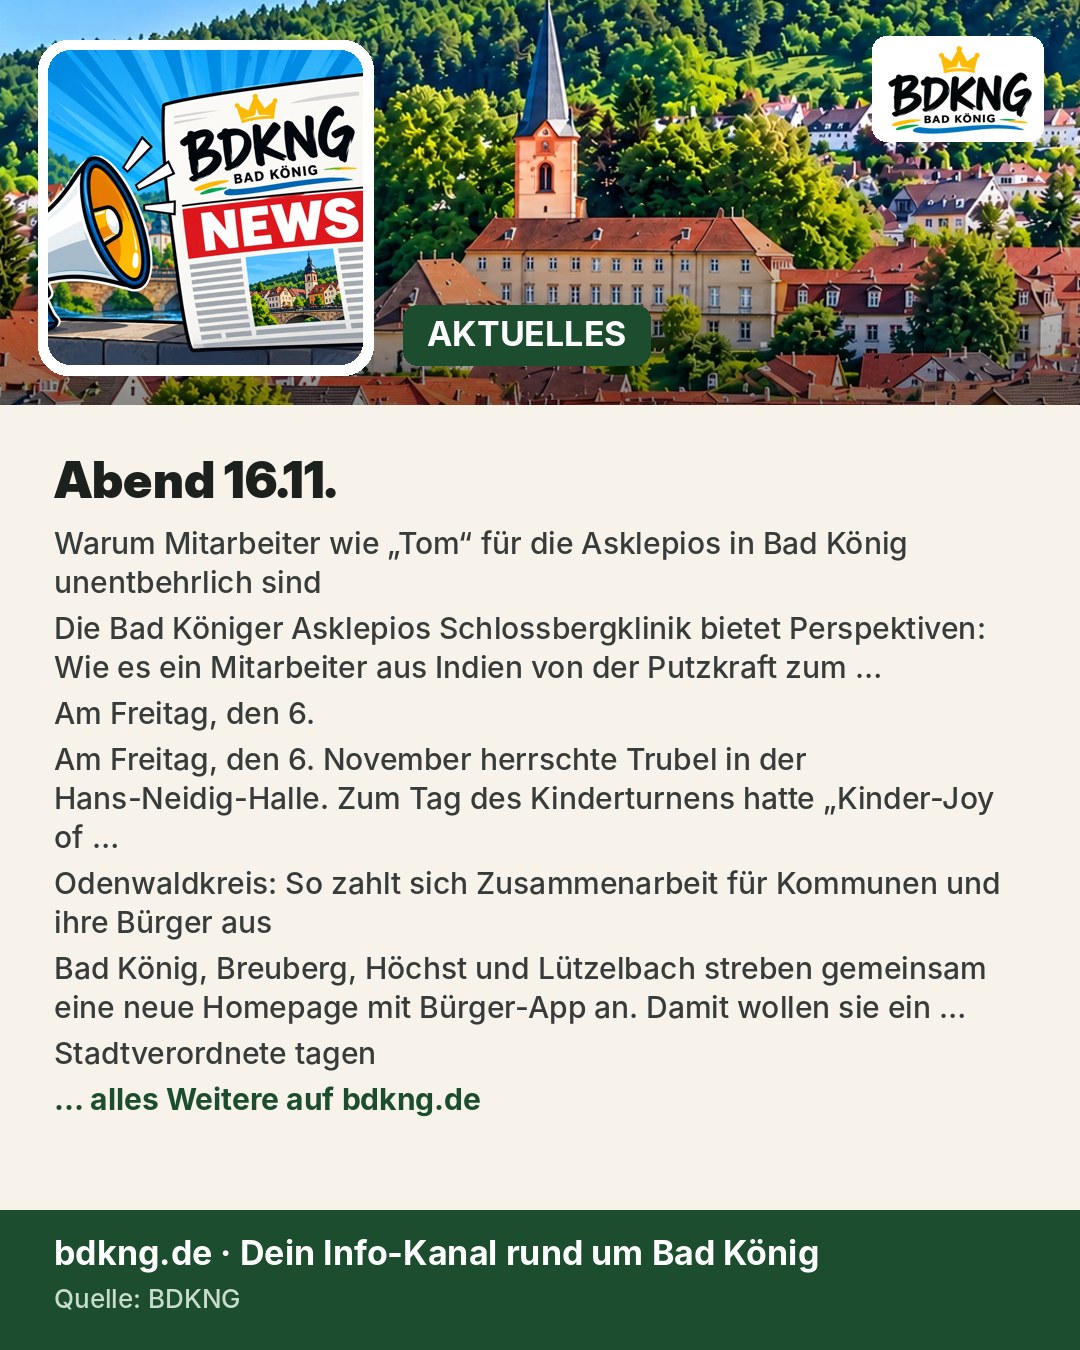 BDKNG
BAD KÖNIG
NEWS
BDKNG
BAD KÖNIG
AKTUELLES
Abend 16.11.
Warum Mitarbeiter wie „Tom“ für die Asklepios in Bad König
unentbehrlich sind
Die Bad Königer Asklepios Schlossbergklinik bietet Perspektiven:
Wie es ein Mitarbeiter aus Indien von der Putzkraft zum ...
Am Freitag, den 6.
Am Freitag, den 6. November herrschte Trubel in der
Hans-Neidig-Halle. Zum Tag des Kinderturnens hatte „Kinder-Joy
of ...
Odenwaldkreis: So zahlt sich Zusammenarbeit für Kommunen und
ihre Bürger aus
Bad König, Breuberg, Höchst und Lützelbach streben gemeinsam
eine neue Homepage mit Bürger-App an. Damit wollen sie ein ...
Stadtverordnete tagen
... alles Weitere auf bdkng.de
bdkng.de · Dein Info-Kanal rund um Bad König
Quelle: BDKNG